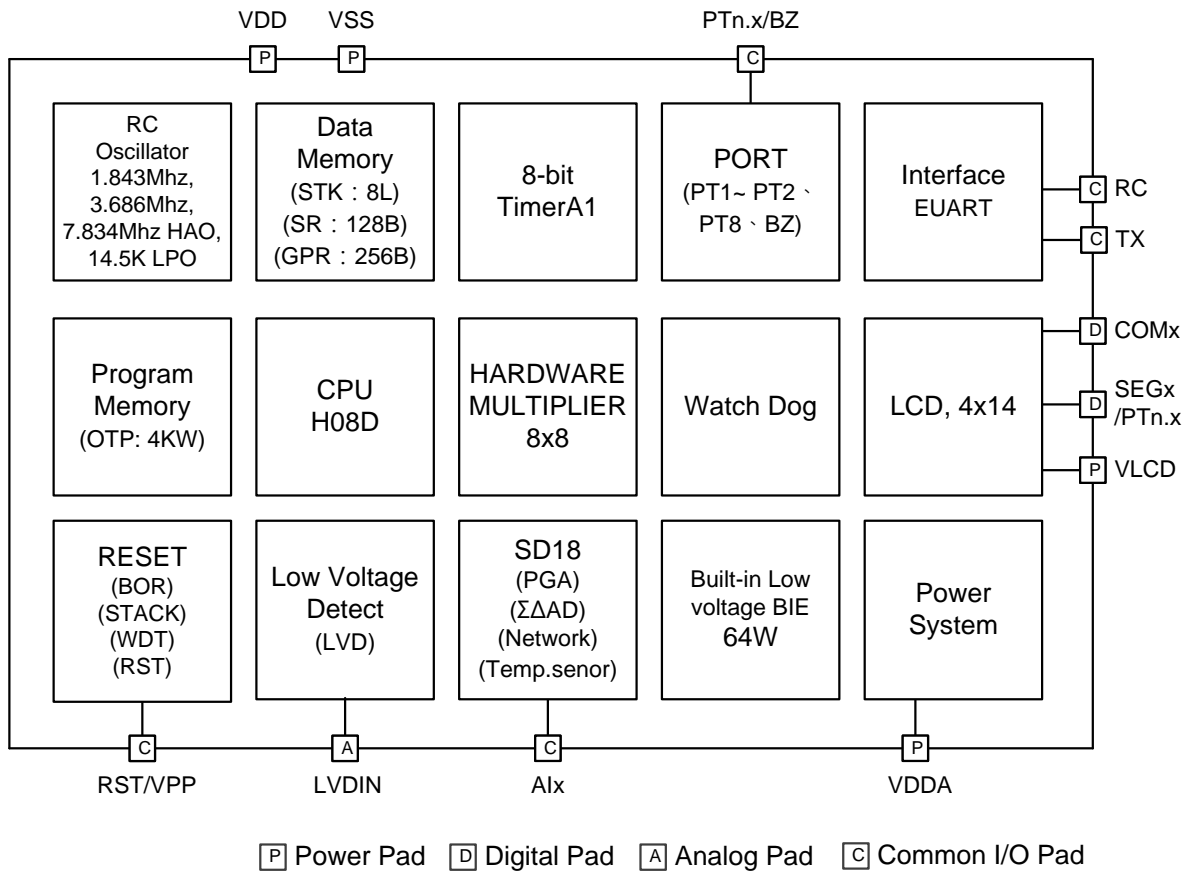 VDD
VSS
PTn.x/BZ
P
P
C
RC
Oscillator
1.843Mhz,
3.686Mhz,
7.834Mhz HAO,
14.5K LPO
Data
Memory
(STK：8L)
(SR：128B)
(GPR：256B)
8-bit
TimerA1
PORT
(PT1~ PT2、
PT8、BZ)
Interface
EUART
C RC
C TX
Program
Memory
(OTP: 4KW)
CPU
H08D
HARDWARE
MULTIPLIER
8x8
Watch Dog
LCD, 4x14
D COMx
D SEGx
/PTn.x
P VLCD
RESET
(BOR)
(STACK)
(WDT)
(RST)
Low Voltage
Detect
(LVD)
SD18
(PGA)
(ΣΔAD)
(Network)
(Temp.senor)
Built-in Low
voltage BIE
64W
Power
System
C
A
C
P
RST/VPP
LVDIN
AIx
VDDA
P Power Pad
D Digital Pad
A Analog Pad
C Common I/O Pad